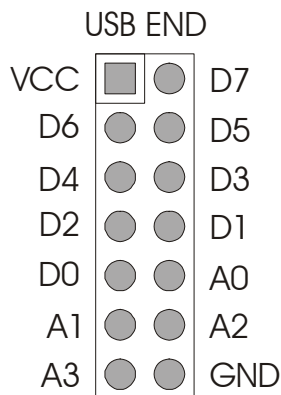 USB END
VCC D7
D6 D5
D4 D3
D2 D1
D0 A0
A1 A2
A3 GND